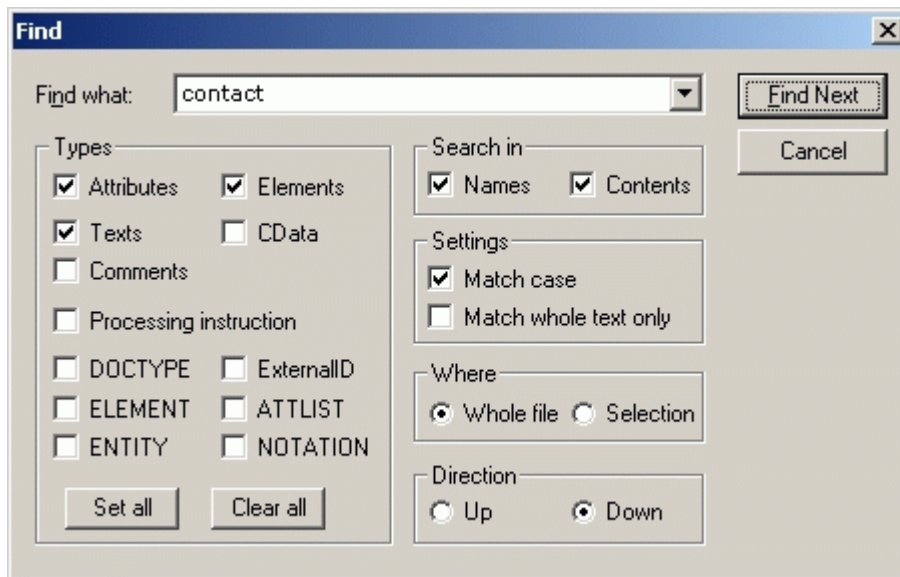 Find
Find what: contact
Find Next
Cancel
Types
Attributes Elements
Texts CData
Comments
Processing instruction
DOCTYPE ExternalID
ELEMENT ATTLIST
ENTITY NOTATION
Set all Clear all
Search in
Names Contents
Settings
Match case
Match whole text only
Where
Whole file Selection
Direction
Up Down